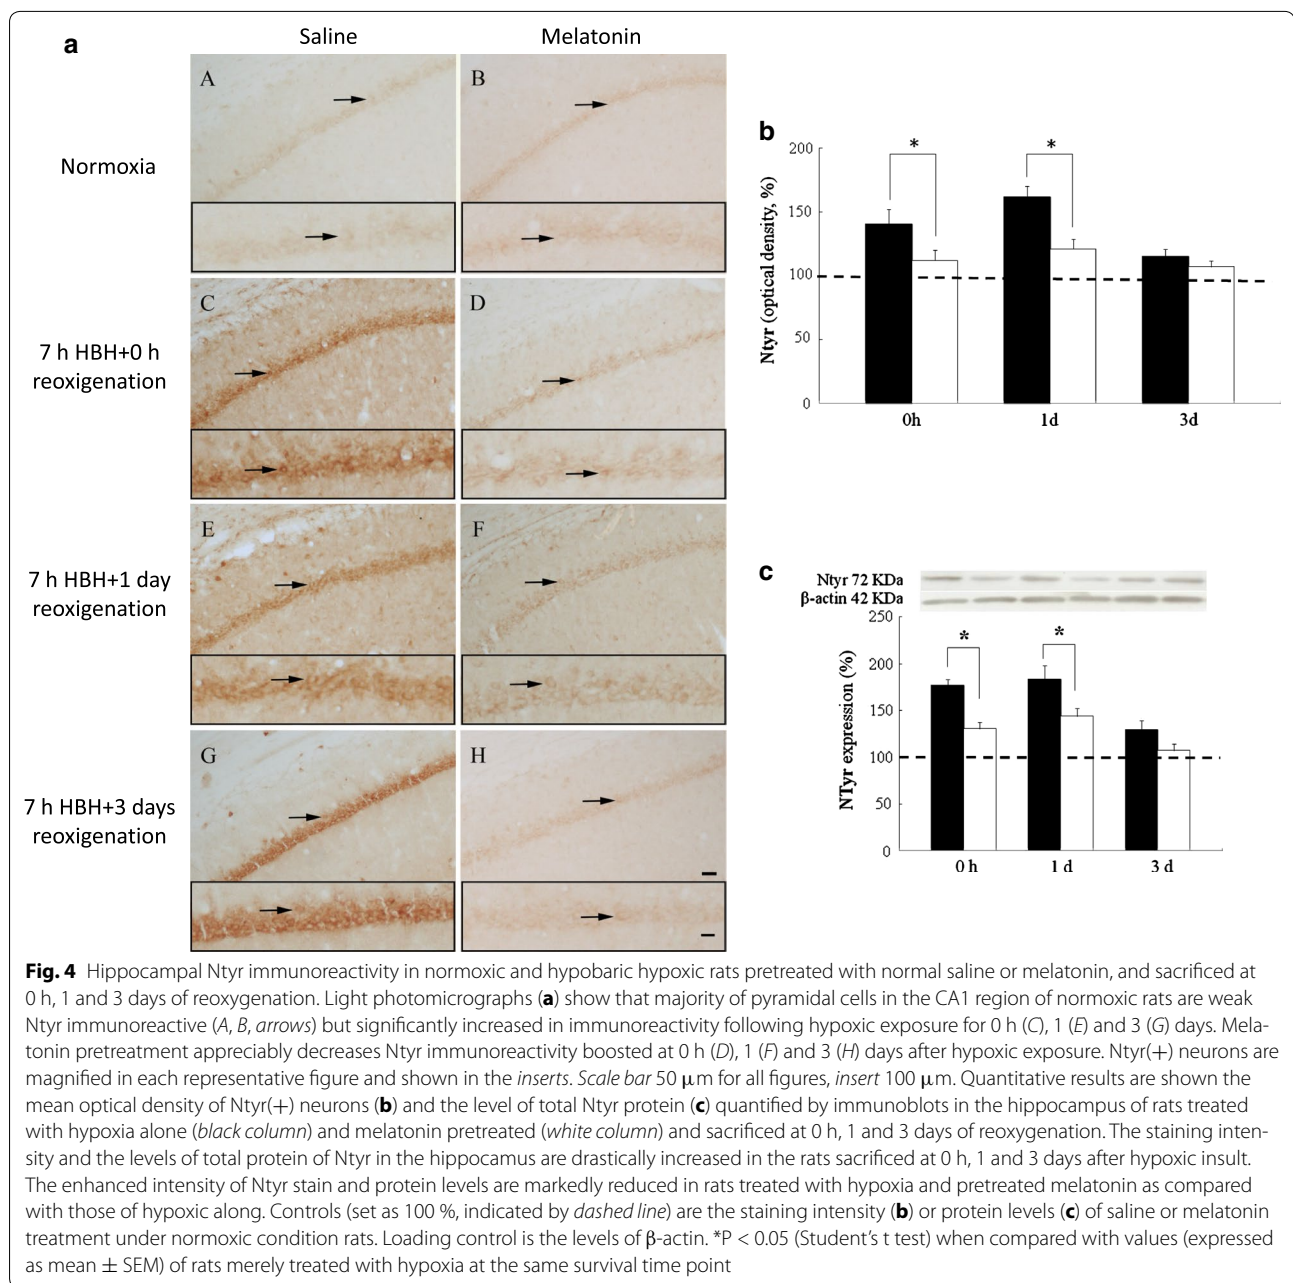 a
Saline
Melatonin
Normoxia
7 h HBH+0 h
reoxigenation
7 h HBH+1 day
reoxigenation
7 h HBH+3 days
reoxigenation
A
B
C
D
E
F
G
H
b
Ntyr (optical density, %)
200
150
100
50
0
*
*
0h
1d
3d
c
Ntyr 72 KDa
β-actin 42 KDa
NTyr expression (%)
250
200
150
100
50
0
*
*
0 h
1 d
3 d
Fig. 4 Hippocampal Ntyr immunoreactivity in normoxic and hypobaric hypoxic rats pretreated with normal saline or melatonin, and sacrificed at
0 h, 1 and 3 days of reoxygenation. Light photomicrographs (a) show that majority of pyramidal cells in the CA1 region of normoxic rats are weak
Ntyr immunoreactive (A, B, arrows) but significantly increased in immunoreactivity following hypoxic exposure for 0 h (C), 1 (E) and 3 (G) days. Mela-
tonin pretreatment appreciably decreases Ntyr immunoreactivity boosted at 0 h (D), 1 (F) and 3 (H) days after hypoxic exposure. Ntyr(+) neurons are
magnified in each representative figure and shown in the inserts. Scale bar 50 μm for all figures, insert 100 μm. Quantitative results are shown the
mean optical density of Ntyr(+) neurons (b) and the level of total Ntyr protein (c) quantified by immunoblots in the hippocampus of rats treated
with hypoxia alone (black column) and melatonin pretreated (white column) and sacrificed at 0 h, 1 and 3 days of reoxygenation. The staining inten-
sity and the levels of total protein of Ntyr in the hippocamus are drastically increased in the rats sacrificed at 0 h, 1 and 3 days after hypoxic insult.
The enhanced intensity of Ntyr stain and protein levels are markedly reduced in rats treated with hypoxia and pretreated melatonin as compared
with those of hypoxic along. Controls (set as 100 %, indicated by dashed line) are the staining intensity (b) or protein levels (c) of saline or melatonin
treatment under normoxic condition rats. Loading control is the levels of β-actin. *P < 0.05 (Student's t test) when compared with values (expressed
as mean ± SEM) of rats merely treated with hypoxia at the same survival time point